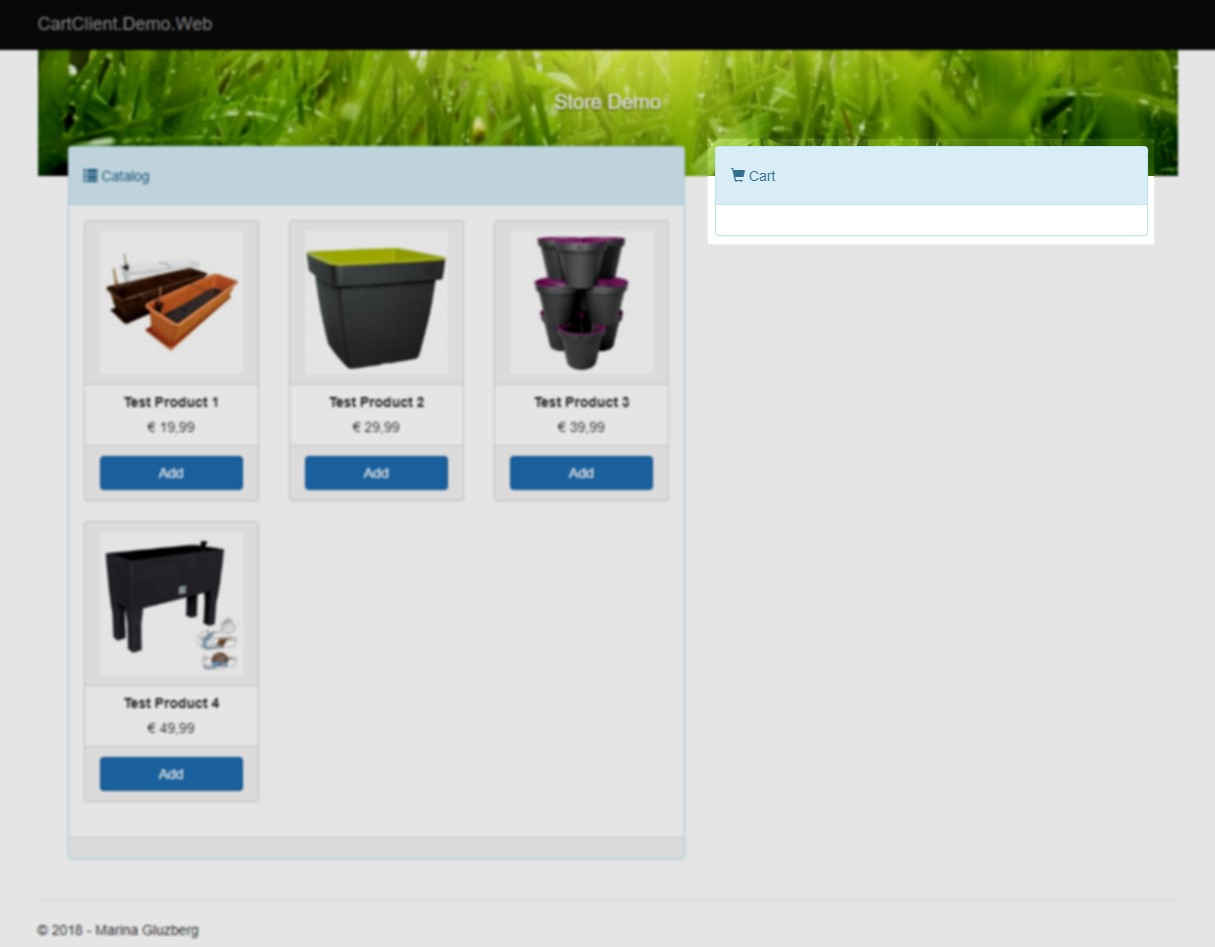 CartClient.Demo.Web
Store Demo
Catalog
Cart
Test Product 1
€ 19,99
Add
Test Product 2
€ 29,99
Add
Test Product 3
€ 39,99
Add
Test Product 4
€ 49,99
Add
© 2018 - Marina Gluzberg